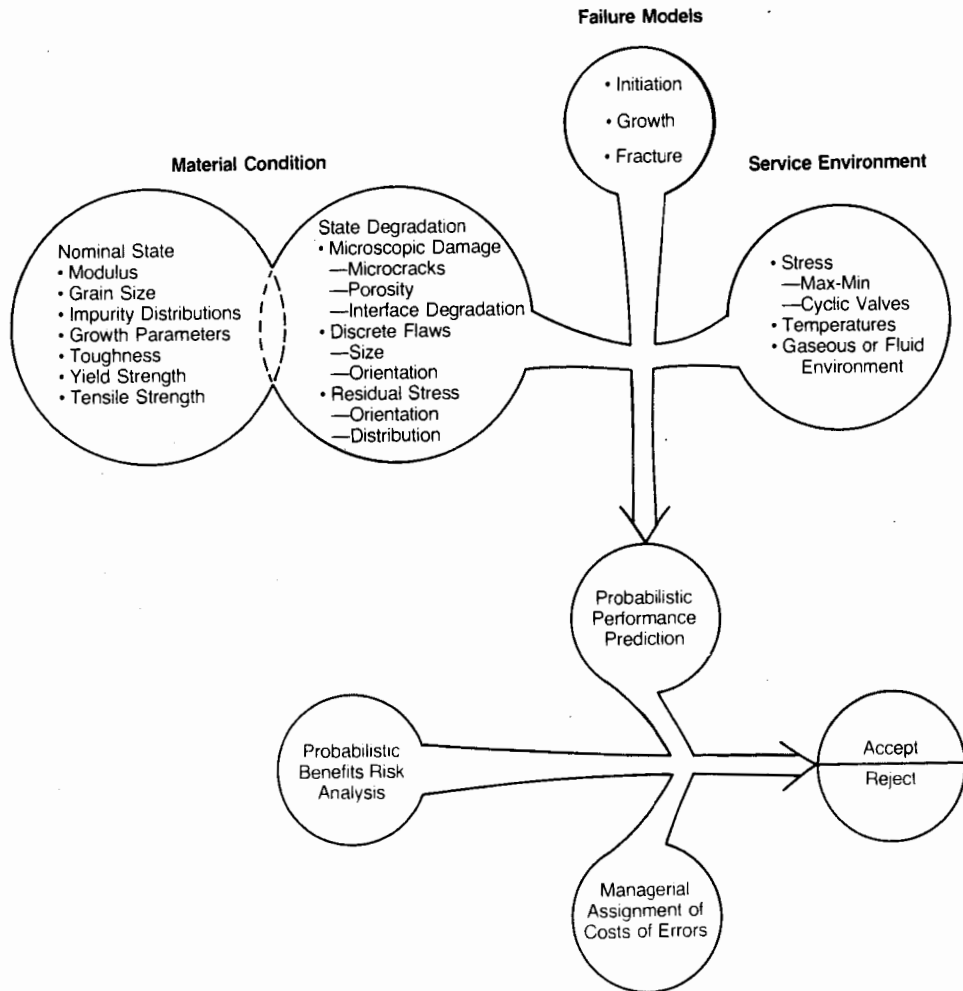 Failure Models
• Initiation
• Growth
• Fracture
Material Condition
Nominal State
• Modulus
• Grain Size
• Impurity Distributions
• Growth Parameters
• Toughness
• Yield Strength
• Tensile Strength
State Degradation
• Microscopic Damage
—Microcracks
—Porosity
—Interface Degradation
• Discrete Flaws
—Size
—Orientation
• Residual Stress
—Orientation
—Distribution
Service Environment
• Stress
—Max-Min
—Cyclic Valves
• Temperatures
• Gaseous or Fluid
Environment
Probabilistic
Performance
Prediction
Probabilistic
Benefits Risk
Analysis
Accept
Reject
Managerial
Assignment of
Costs of Errors